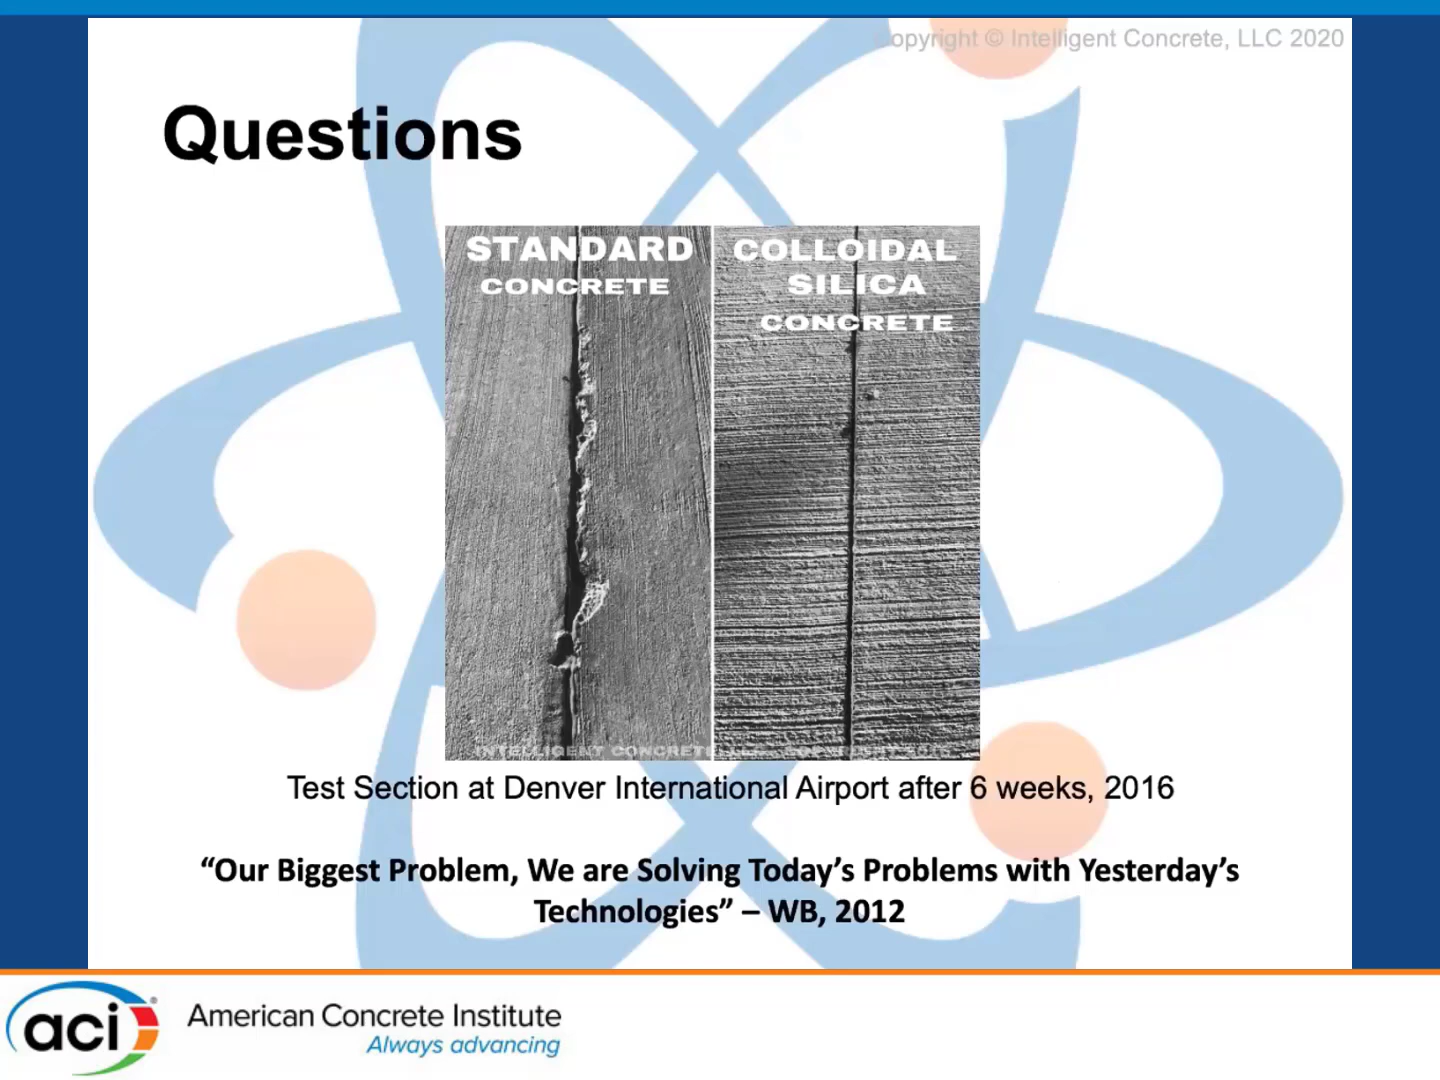 Copyright © Intelligent Concrete, LLC 2020
Questions
STANDARD
CONCRETE
COLLOIDAL
SILICA
CONCRETE
INTELLIGENT CONCRETE
Test Section at Denver International Airport after 6 weeks, 2016
“Our Biggest Problem, We are Solving Today’s Problems with Yesterday’s
Technologies” – WB, 2012
aci
American Concrete Institute
Always advancing